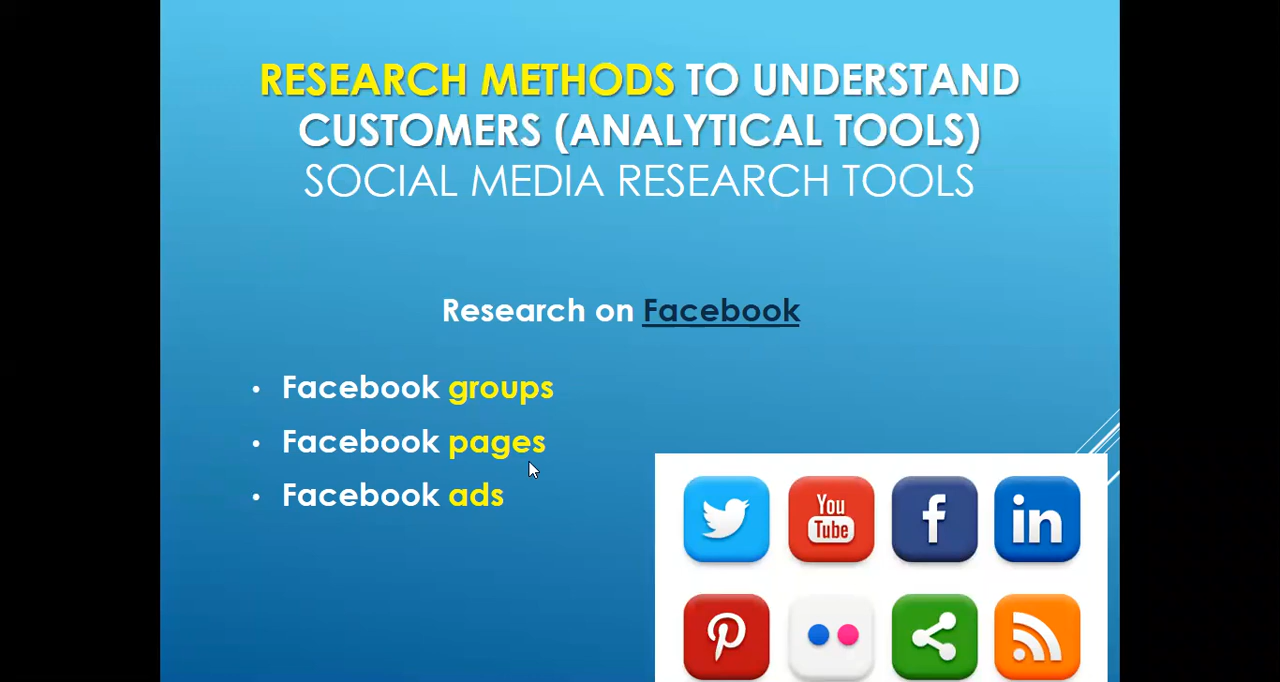 RESEARCH METHODS TO UNDERSTAND
CUSTOMERS (ANALYTICAL TOOLS)
SOCIAL MEDIA RESEARCH TOOLS
Research on Facebook
• Facebook groups
• Facebook pages
• Facebook ads
You
Tube
f
in